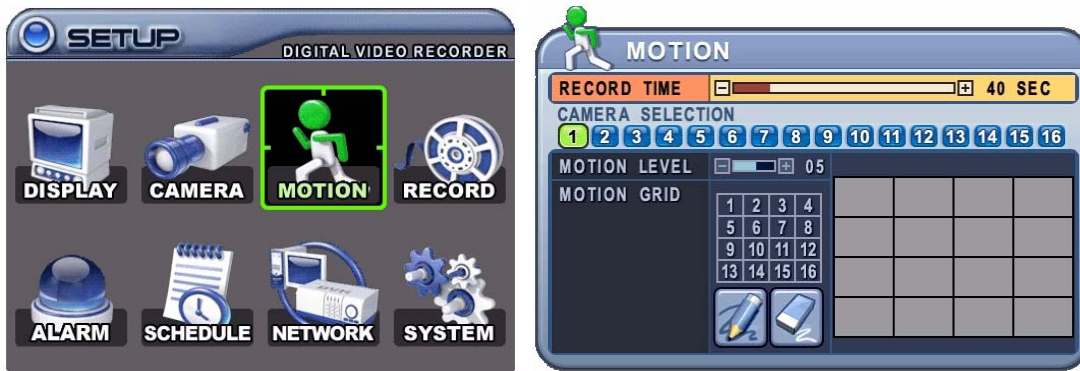 SETUP
DIGITAL VIDEO RECORDER
DISPLAY CAMERA MOTION RECORD
ALARM SCHEDULE NETWORK SYSTEM
MOTION
RECORD TIME 40 SEC
CAMERA SELECTION
1 2 3 4 5 6 7 8 9 10 11 12 13 14 15 16
MOTION LEVEL 05
MOTION GRID
1 2 3 4
5 6 7 8
9 10 11 12
13 14 15 16